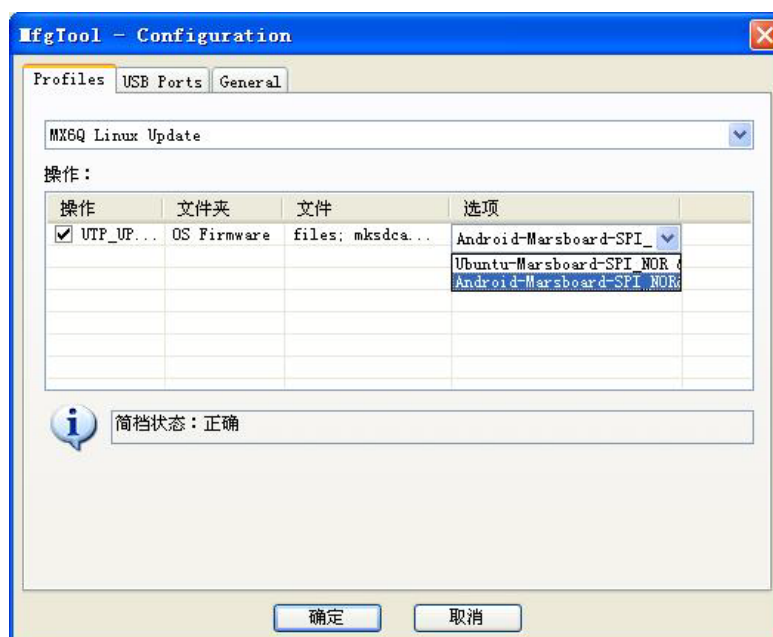 MfgTool - Configuration
Profiles USB Ports General
MX6Q Linux Update
操作：
操作 文件夹 文件 选项
UTP_UP... OS Firmware files; mksdca... Android-Marsboard-SPI_
Ubuntu-Marsboard-SPI_NOR
Android-Marsboard-SPI_NOR
简档状态：正确
确定 取消